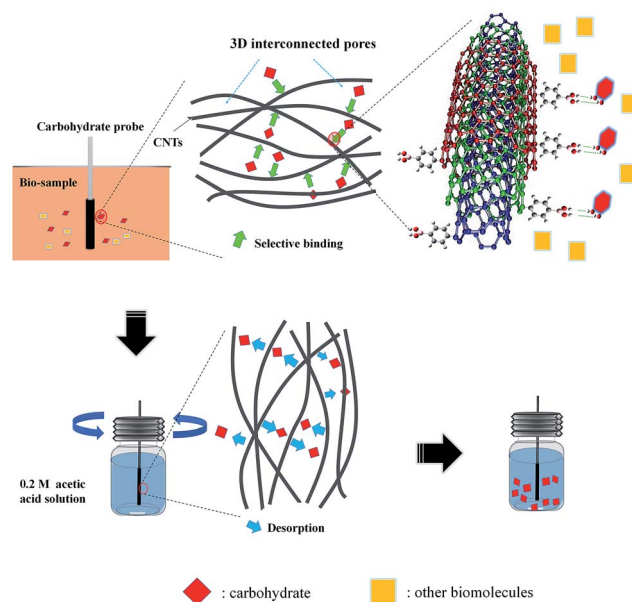 3D interconnected pores
CNTs
Carbohydrate probe
Bio-sample
Selective binding
0.2 M acetic
acid solution
Desorption
: carbohydrate
: other biomolecules